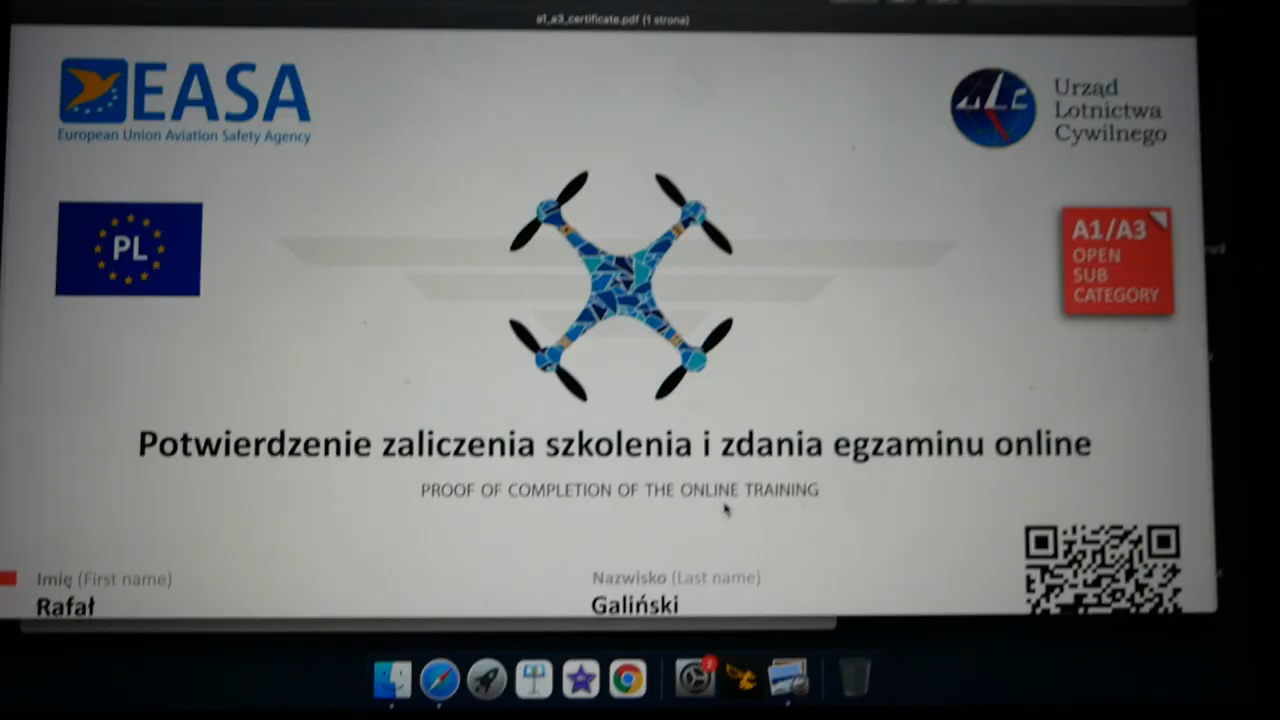 a1_a3_certificate.pdf (1 strona)
EASA
European Union Aviation Safety Agency
ULC
Urząd
Lotnictwa
Cywilnego
PL
A1/A3
OPEN
SUB
CATEGORY
Potwierdzenie zaliczenia szkolenia i zdania egzaminu online
PROOF OF COMPLETION OF THE ONLINE TRAINING
Imię (First name)
Nazwisko (Last name)
Rafał
Galiński